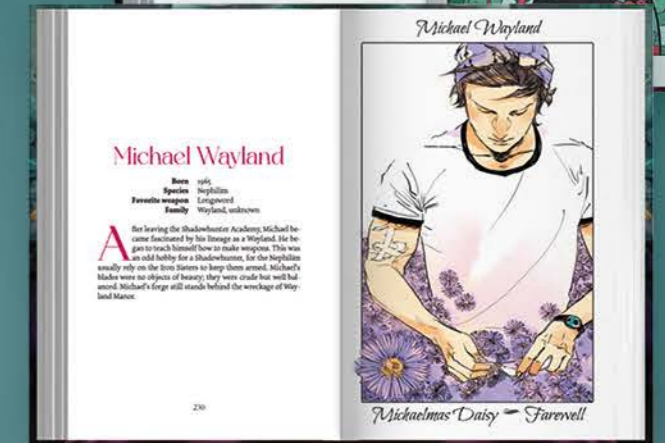 Michael Wayland
Born 1965
Species Nephilim
Favorite weapon Longsword
Family Wayland, unknown
After leaving the Shadowhunter Academy, Michael be-
came fascinated by his lineage as a Wayland. He be-
gan to teach himself how to make weapons. This was
an odd hobby for a Shadowhunter, for the Nephilim
usually rely on the Iron Sisters to keep them armed. Michael's
blades were no objects of beauty; they were crude but well bal-
anced. Michael's forge still stands behind the wreckage of Way-
land Manor.
230
Michael Wayland
Michaelmas Daisy ~ Farewell